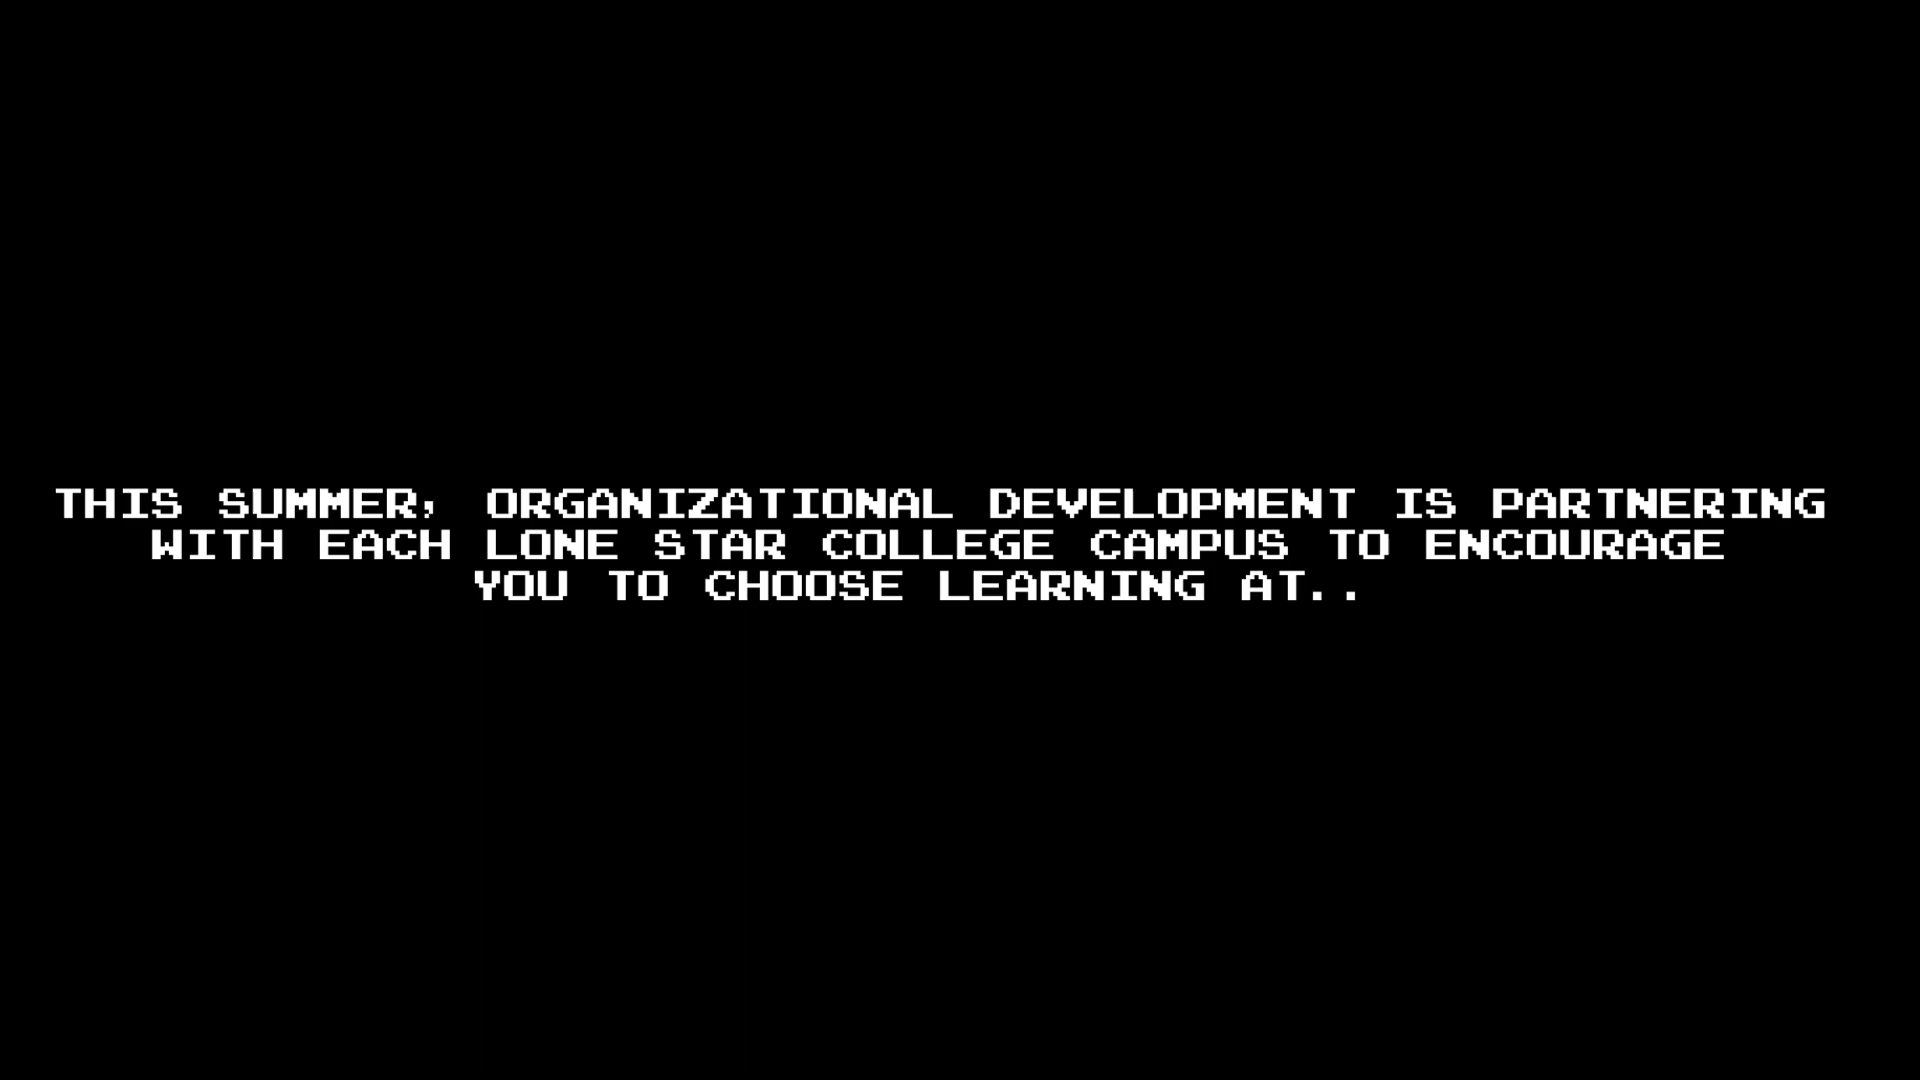 THIS SUMMER, ORGANIZATIONAL DEVELOPMENT IS PARTNERING
WITH EACH LONE STAR COLLEGE CAMPUS TO ENCOURAGE
YOU TO CHOOSE LEARNING AT..